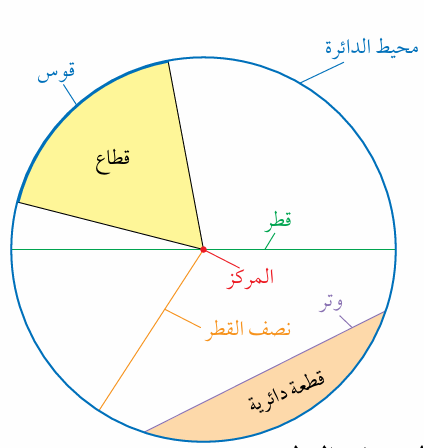 محيط الدائرة
قوس
قطاع
قطر
المركز
وتر
نصف القطر
قطعة دائرية